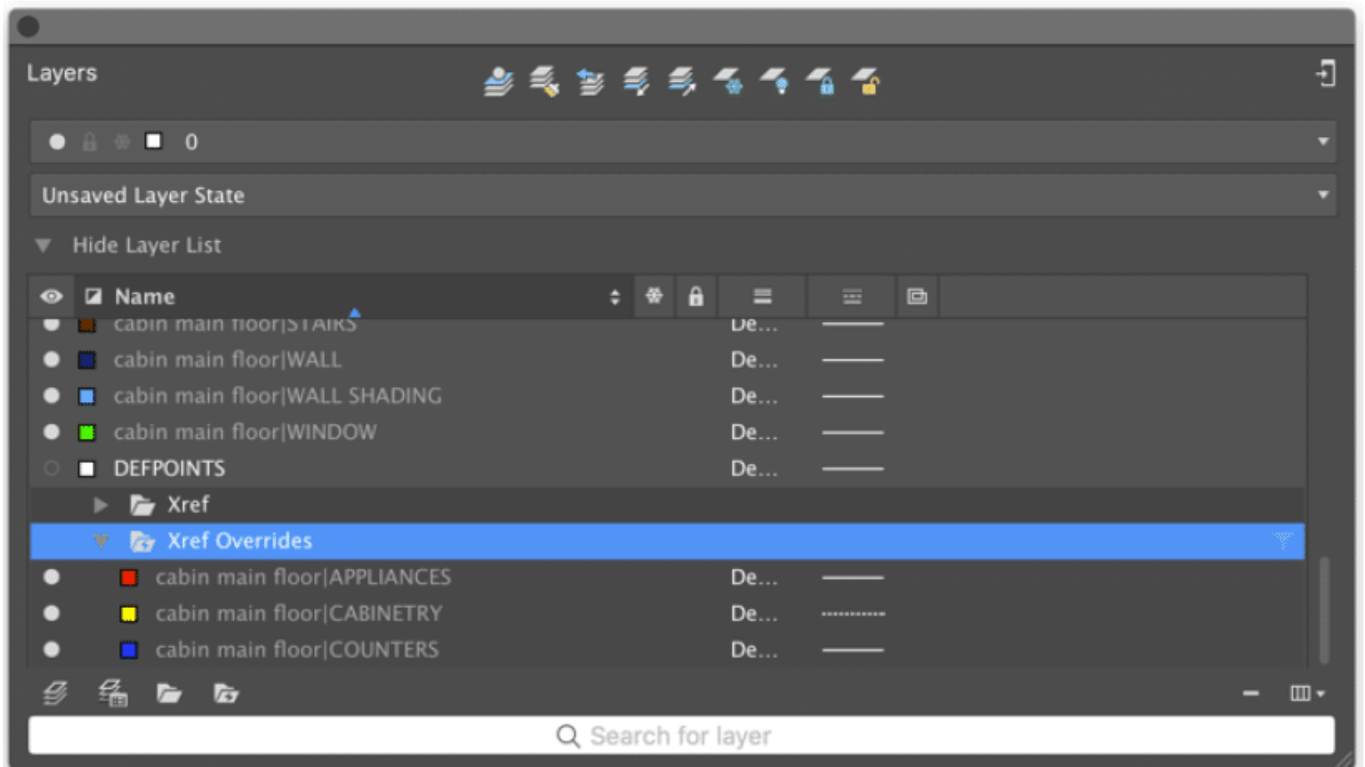 Layers
0
Unsaved Layer State
Hide Layer List
Name
cabin main floor|STAIRS De...
cabin main floor|WALL De...
cabin main floor|WALL SHADING De...
cabin main floor|WINDOW De...
DEFPOINTS De...
Xref
Xref Overrides
cabin main floor|APPLIANCES De...
cabin main floor|CABINETRY De...
cabin main floor|COUNTERS De...
Search for layer